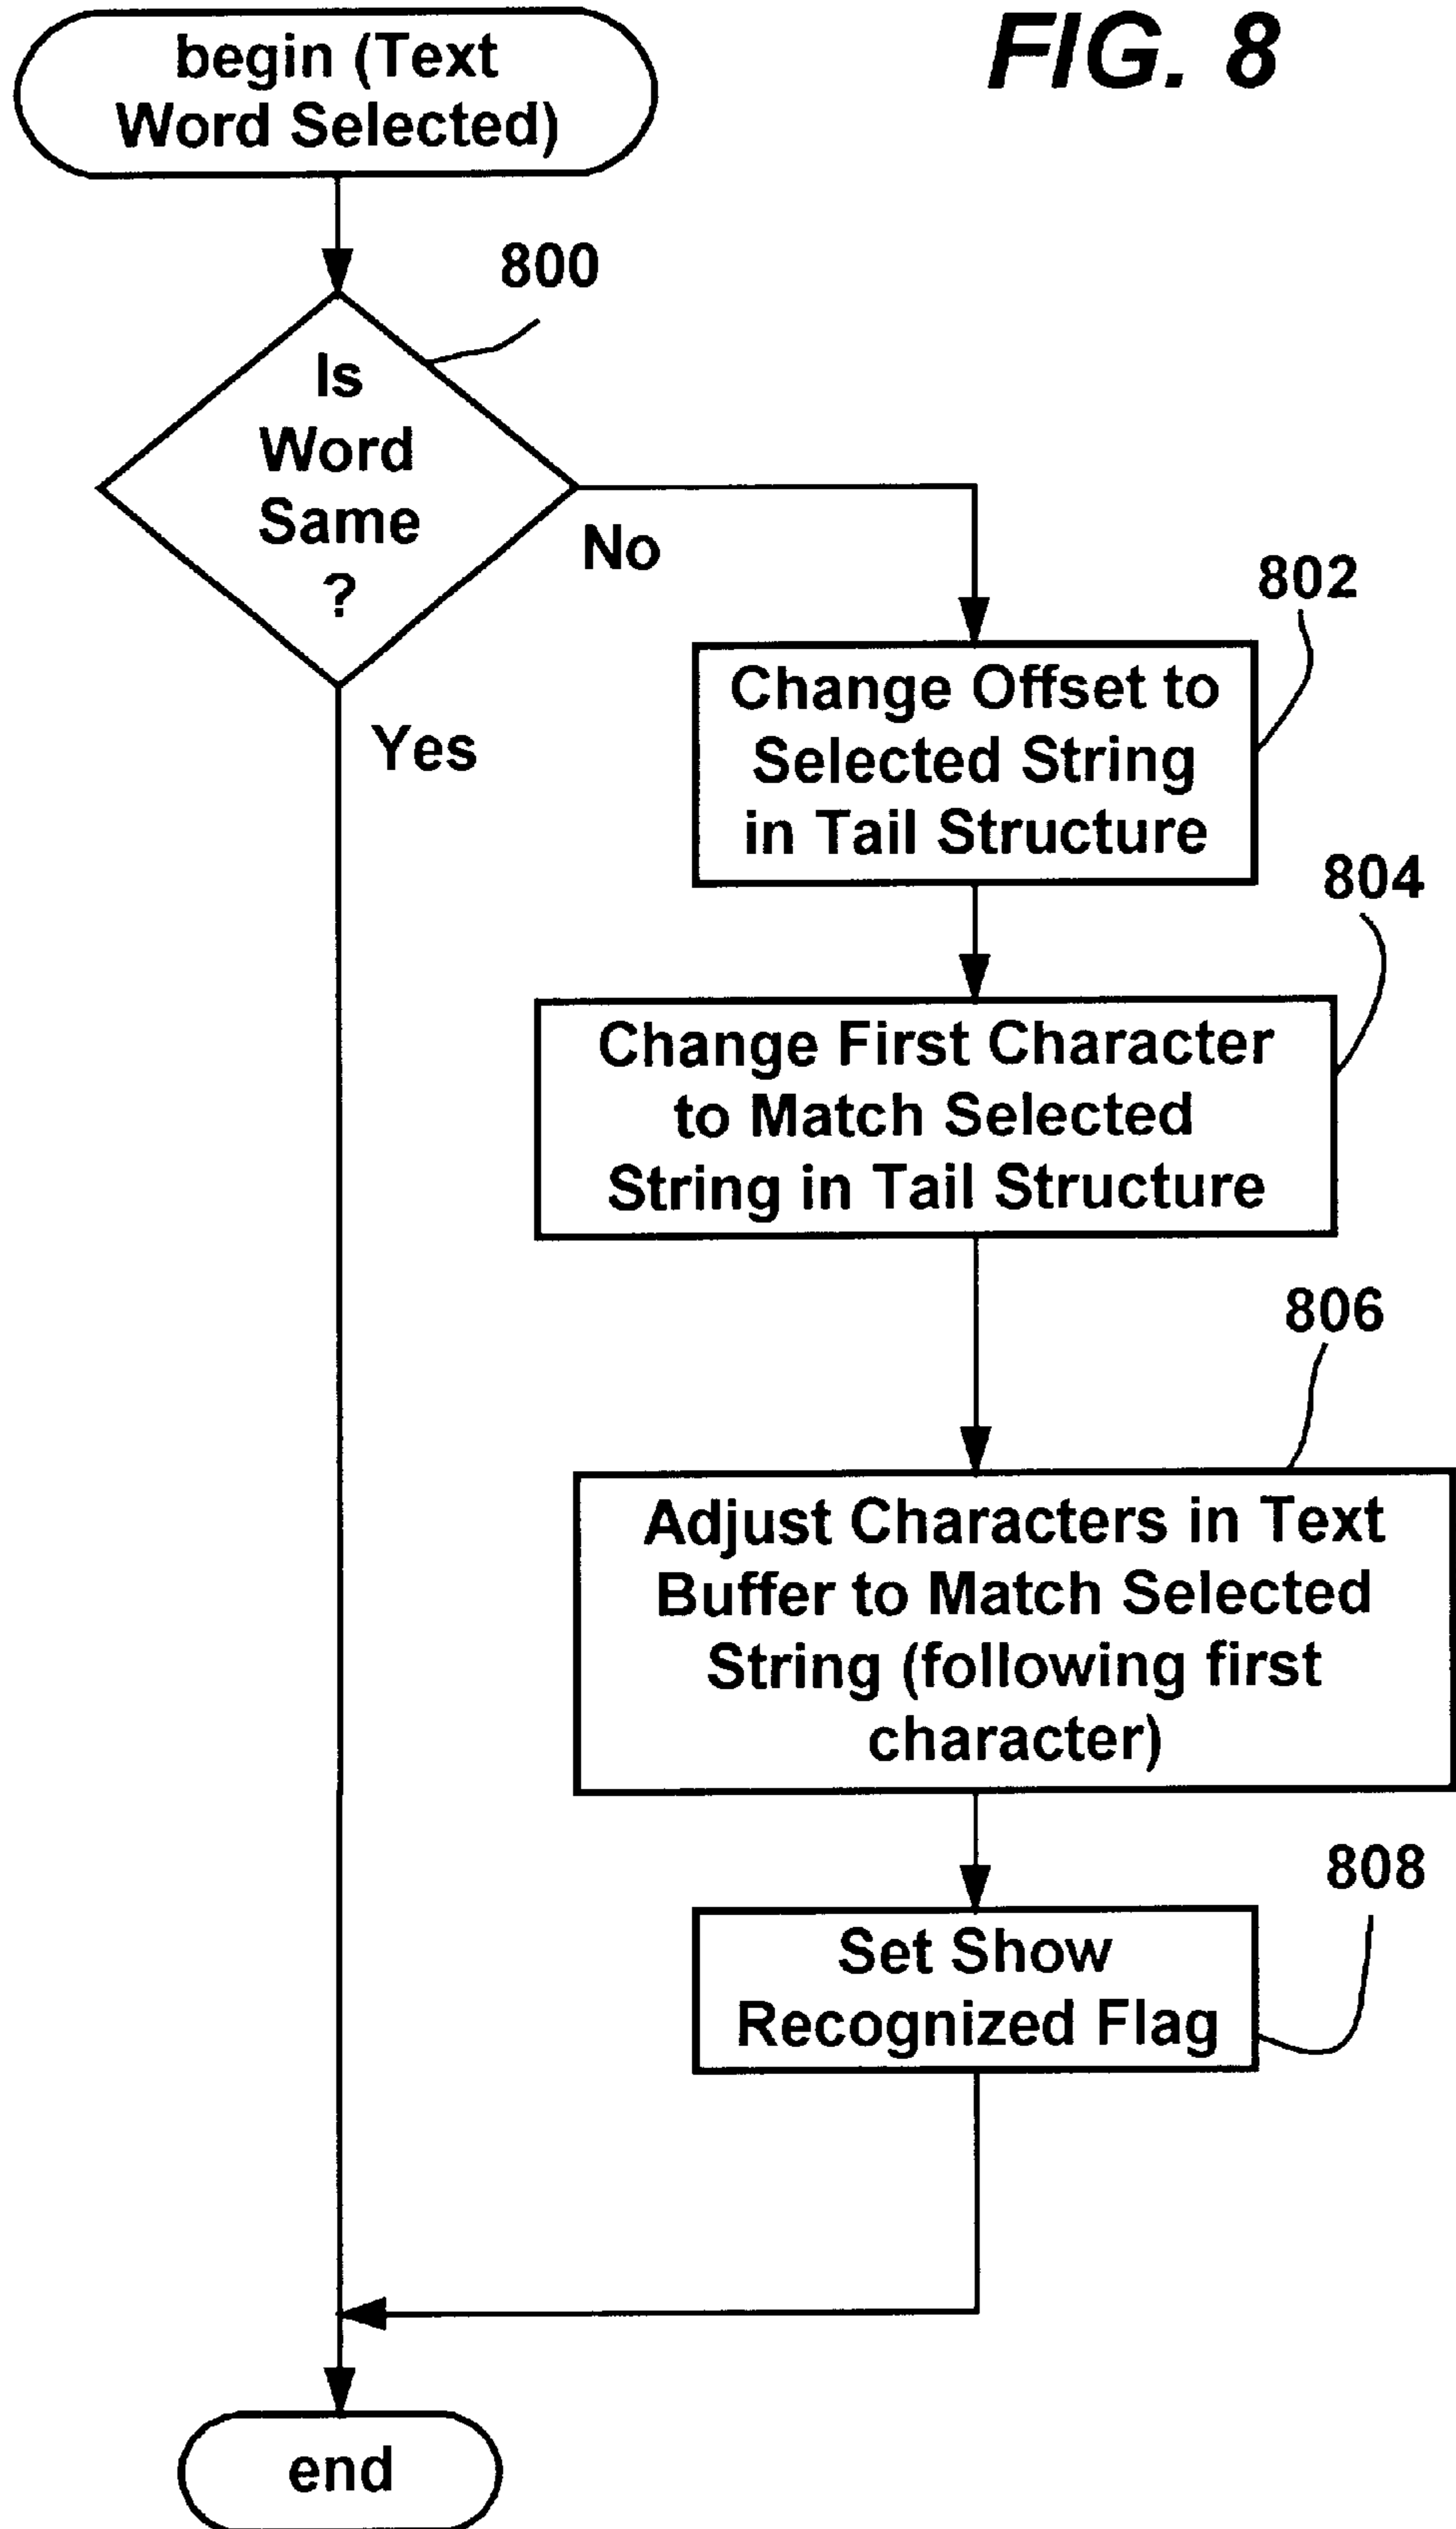 FIG. 8
begin (Text
Word Selected)
800
Is
Word
Same
?
No
Yes
802
Change Offset to
Selected String
in Tail Structure
804
Change First Character
to Match Selected
String in Tail Structure
806
Adjust Characters in Text
Buffer to Match Selected
String (following first
character)
808
Set Show
Recognized Flag
end